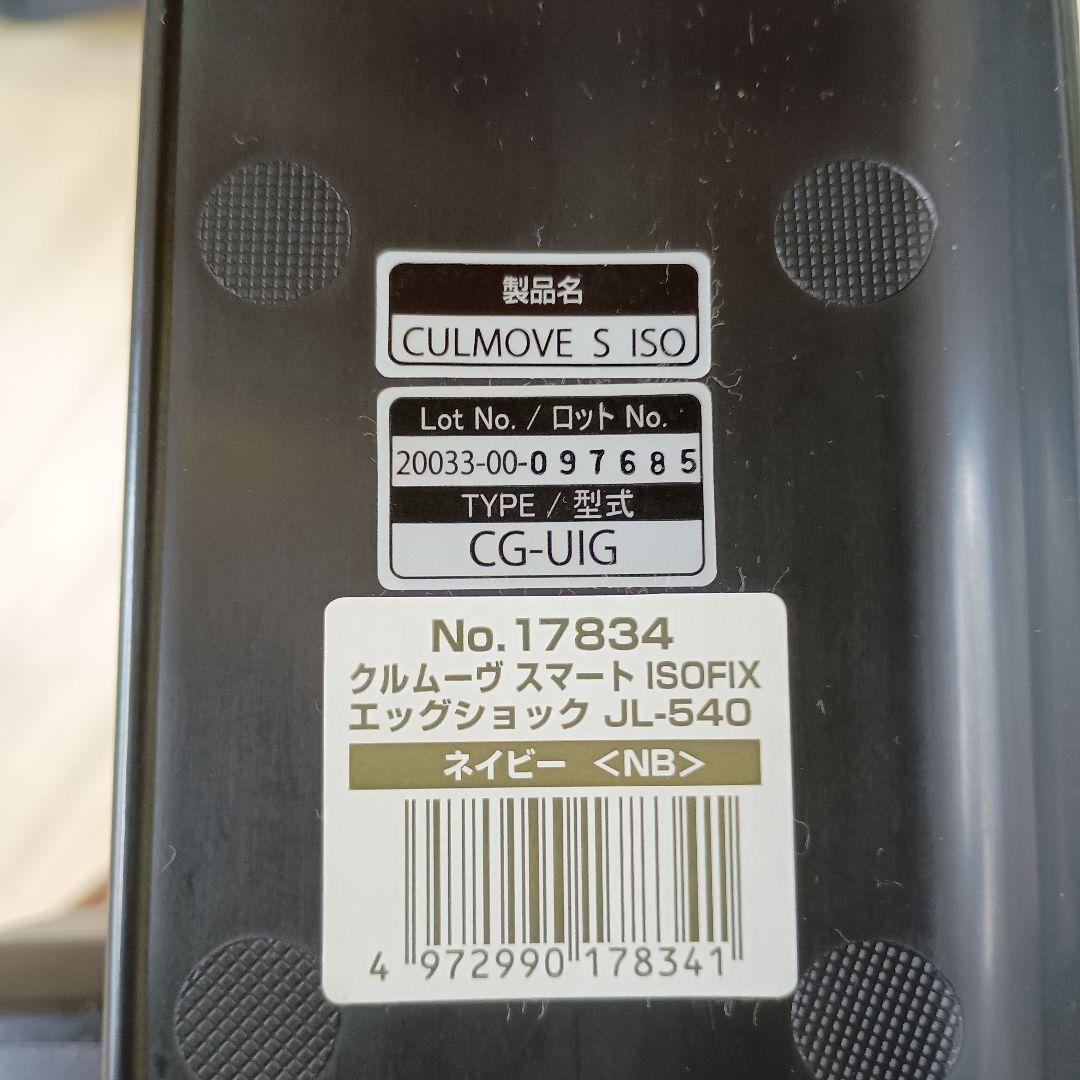 製品名
CULMOVE S ISO
Lot No. / ロット No.
20033-00-097685
TYPE / 型式
CG-UIG
No.17834
クルムーヴ スマート ISOFIX
エッグショック JL-540
ネイビー <NB>
4 972990 178341